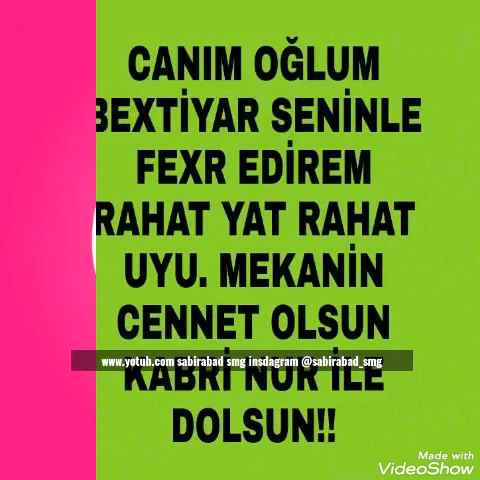 CANIM OĞLUM
BEXTİYAR SENİNLE
FEXR EDİREM
RAHAT YAT RAHAT
UYU. MEKANİN
CENNET OLSUN
www.yotub.com sabirabad smg insdagram @sabirabad_smg
KABRİ NUR İLE
DOLSUN!!
Made with
VideoShow